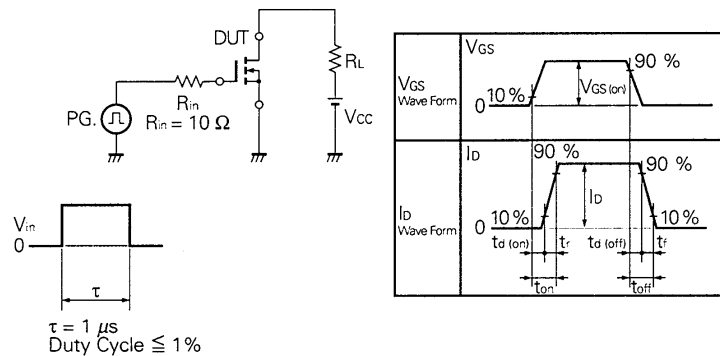 DUT
RL
Rin
Rin = 10 Ω
PG.
VCC
Vin
0
τ
τ = 1 μs
Duty Cycle ≦ 1%
VGS
Wave Form
VGS
90 %
10 %
VGS (on)
0
ID
Wave Form
ID
90 %
90 %
ID
10 %
10 %
0
td (on)
tr
td (off)
tf
ton
toff